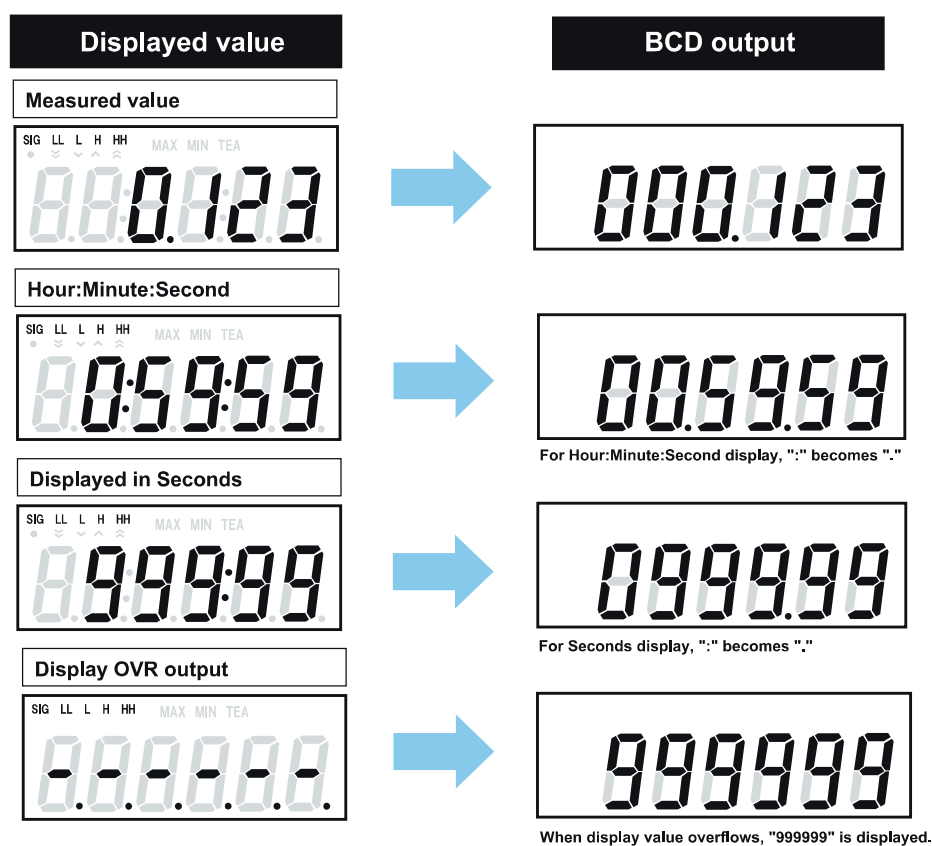 Displayed value
BCD output
Measured value
SIG LL L H HH MAX MIN TEA
0.123
000.123
Hour:Minute:Second
SIG LL L H HH MAX MIN TEA
0:59:59
00.59.59
For Hour:Minute:Second display, ":" becomes "."
Displayed in Seconds
SIG LL L H HH MAX MIN TEA
999:99
0999.99
For Seconds display, ":" becomes "."
Display OVR output
SIG LL L H HH MAX MIN TEA
-.-.-.-.-.-.
999999
When display value overflows, "999999" is displayed.